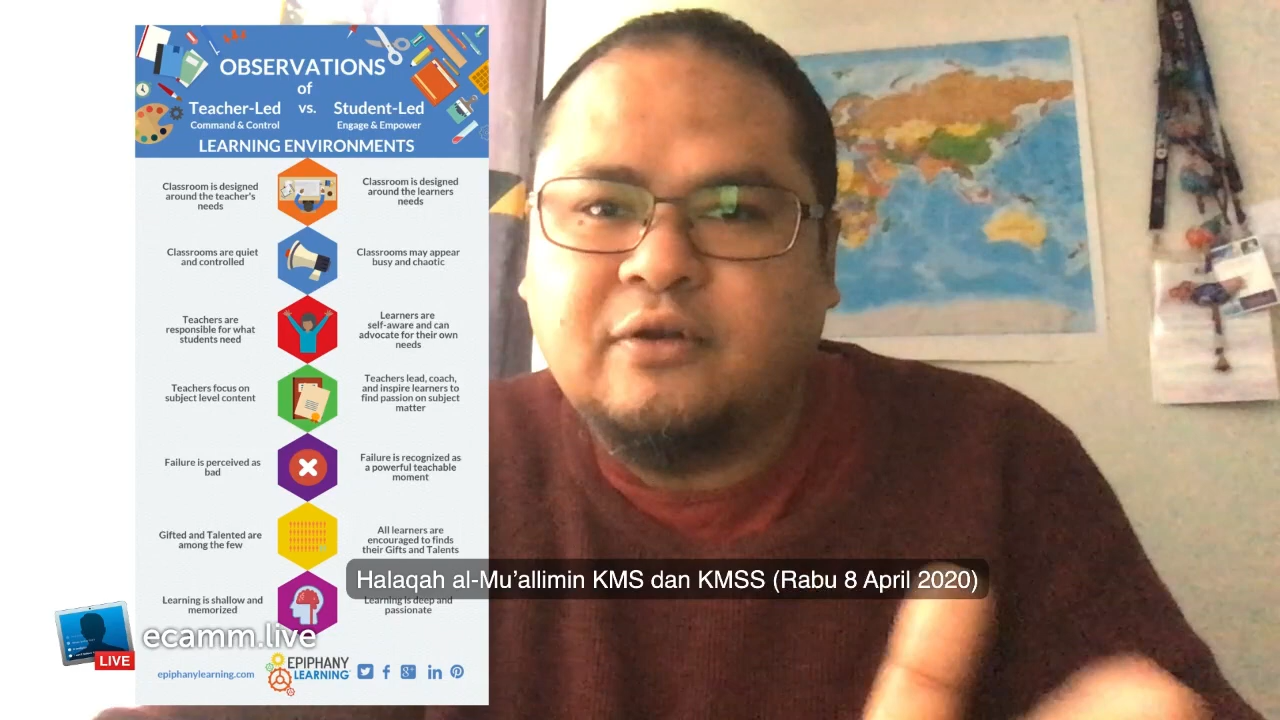 OBSERVATIONS
of
Teacher-Led vs. Student-Led
Command & Control Engage & Empower
LEARNING ENVIRONMENTS
Classroom is designed
around the teacher's
needs
Classroom is designed
around the learners
needs
Classrooms are quiet
and controlled
Classrooms may appear
busy and chaotic
Teachers are
responsible for what
students need
Learners are
self-aware and can
advocate for their own
needs
Teachers focus on
subject level content
Teachers lead, coach,
and inspire learners to
find passion on subject
matter
Failure is perceived as
bad
Failure is recognized as
a powerful teachable
moment
Gifted and Talented are
among the few
All learners are
encouraged to finds
their Gifts and Talents
Halaqah al-Mu’allimin KMS dan KMSS (Rabu 8 April 2020)
Learning is shallow and
memorized
Learning is deep and
passionate
ecamm.live
LIVE
epiphanylearning.com
EPIPHANY
LEARNING